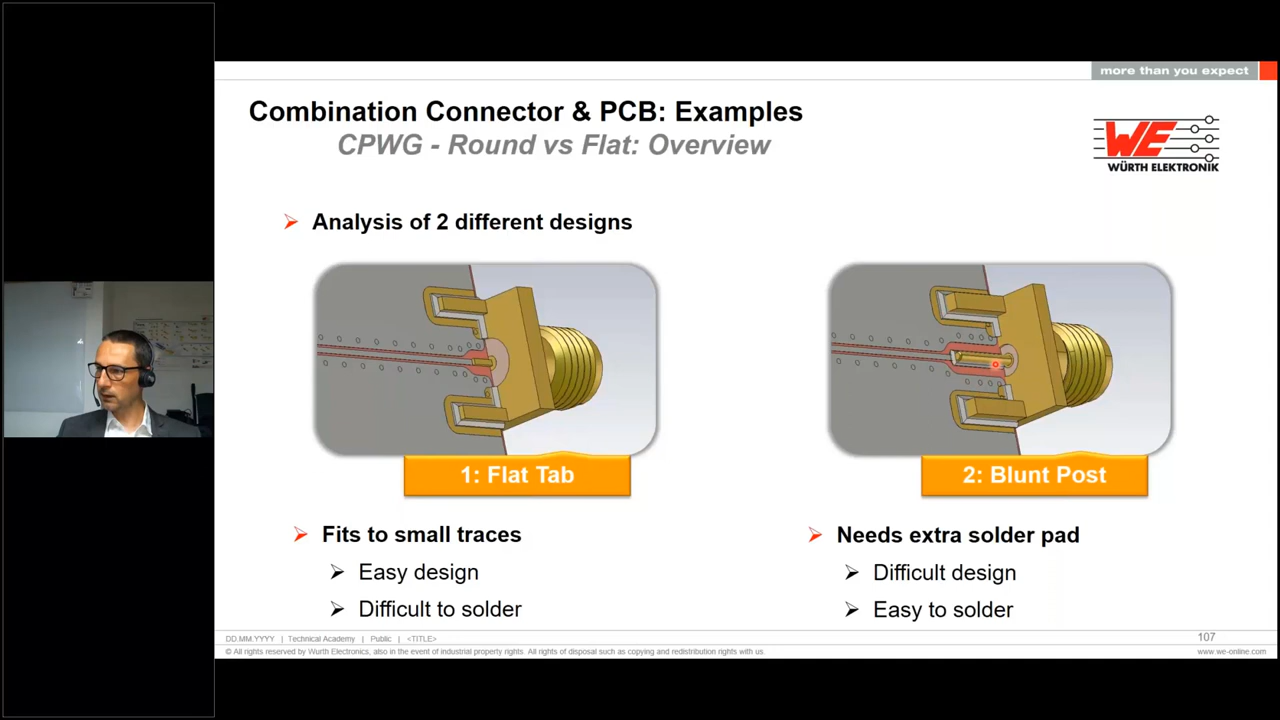 more than you expect
Combination Connector & PCB: Examples
CPWG - Round vs Flat: Overview
WE
WÜRTH ELEKTRONIK
Analysis of 2 different designs
1: Flat Tab
2: Blunt Post
Fits to small traces
Easy design
Difficult to solder
Needs extra solder pad
Difficult design
Easy to solder
DD.MM.YYYY | Technical Academy | Public | <TITLE>
107
© All rights reserved by Wurth Electronics, also in the event of industrial property rights. All rights of disposal such as copying and redistribution rights with us.
www.we-online.com